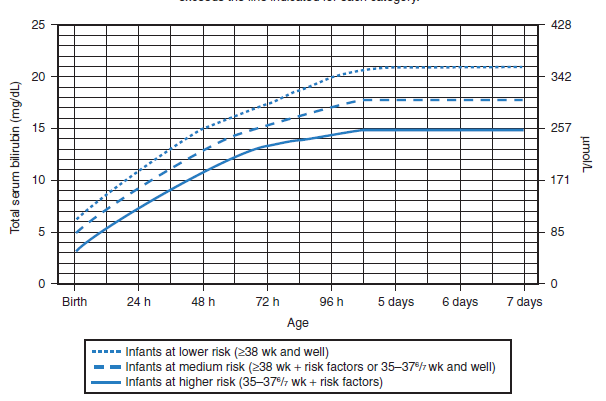 exceeds the line indicated for each category.
25
20
15
10
5
0
Total serum bilirubin (mg/dL)
428
342
257
171
85
0
μmol/L
Birth 24 h 48 h 72 h 96 h 5 days 6 days 7 days
Age
Infants at lower risk (≥38 wk and well)
Infants at medium risk (≥38 wk + risk factors or 35–37⁶/₇ wk and well)
Infants at higher risk (35–37⁶/₇ wk + risk factors)